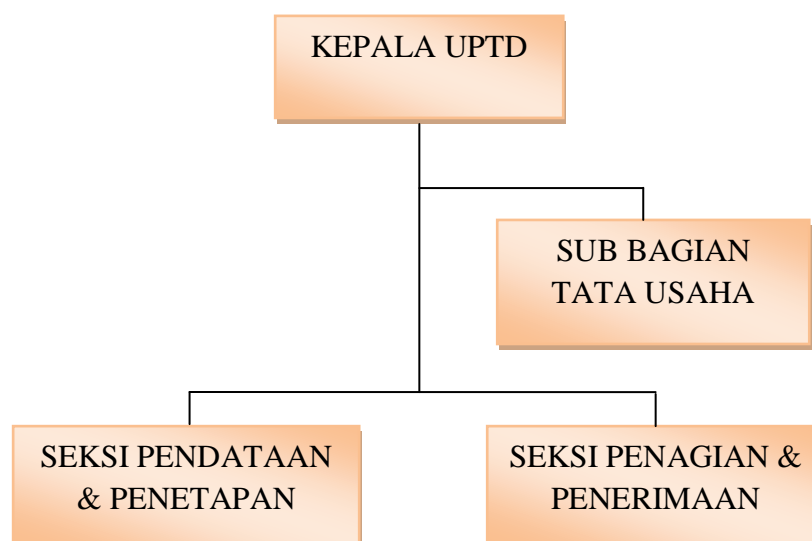 KEPALA UPTD
SUB BAGIAN
TATA USAHA
SEKSI PENDATAAN
& PENETAPAN
SEKSI PENAGIAN &
PENERIMAAN